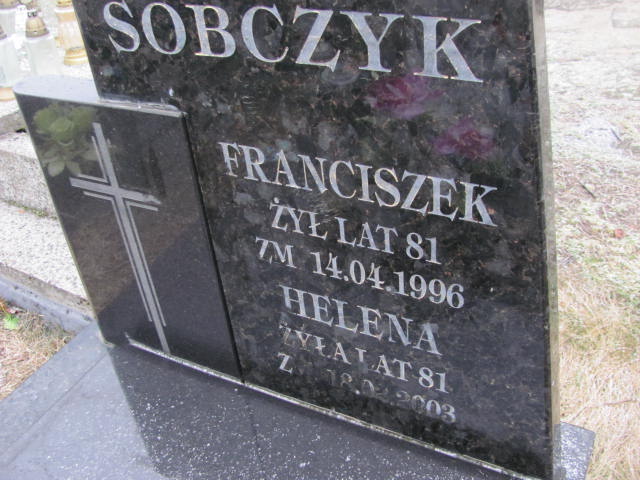 SOBCZYK
FRANCISZEK
ŻYŁ LAT 81
ZM 14.04.1996
HELENA
ŻYŁA LAT 81